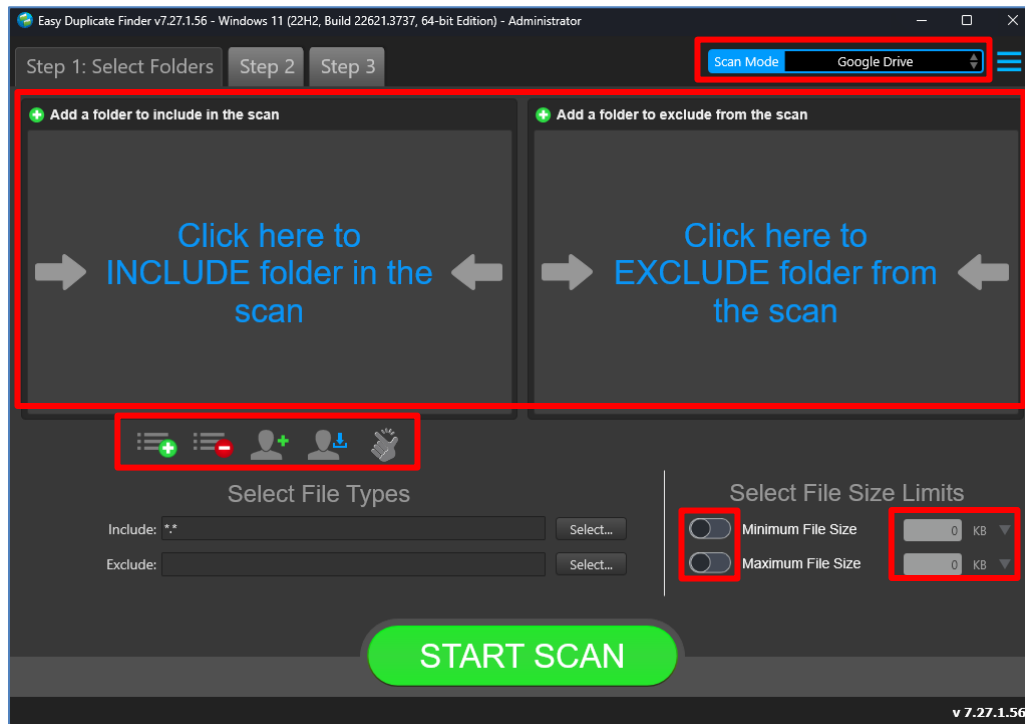 Easy Duplicate Finder v7.27.1.56 - Windows 11 (22H2, Build 22621.3737, 64-bit Edition) - Administrator
Step 1: Select Folders
Step 2
Step 3
Scan Mode
Google Drive
Add a folder to include in the scan
Click here to
INCLUDE folder in the
scan
Add a folder to exclude from the scan
Click here to
EXCLUDE folder from
the scan
Select File Types
Include: *.*
Select...
Exclude:
Select...
Select File Size Limits
Minimum File Size
0 KB
Maximum File Size
0 KB
START SCAN
v 7.27.1.56